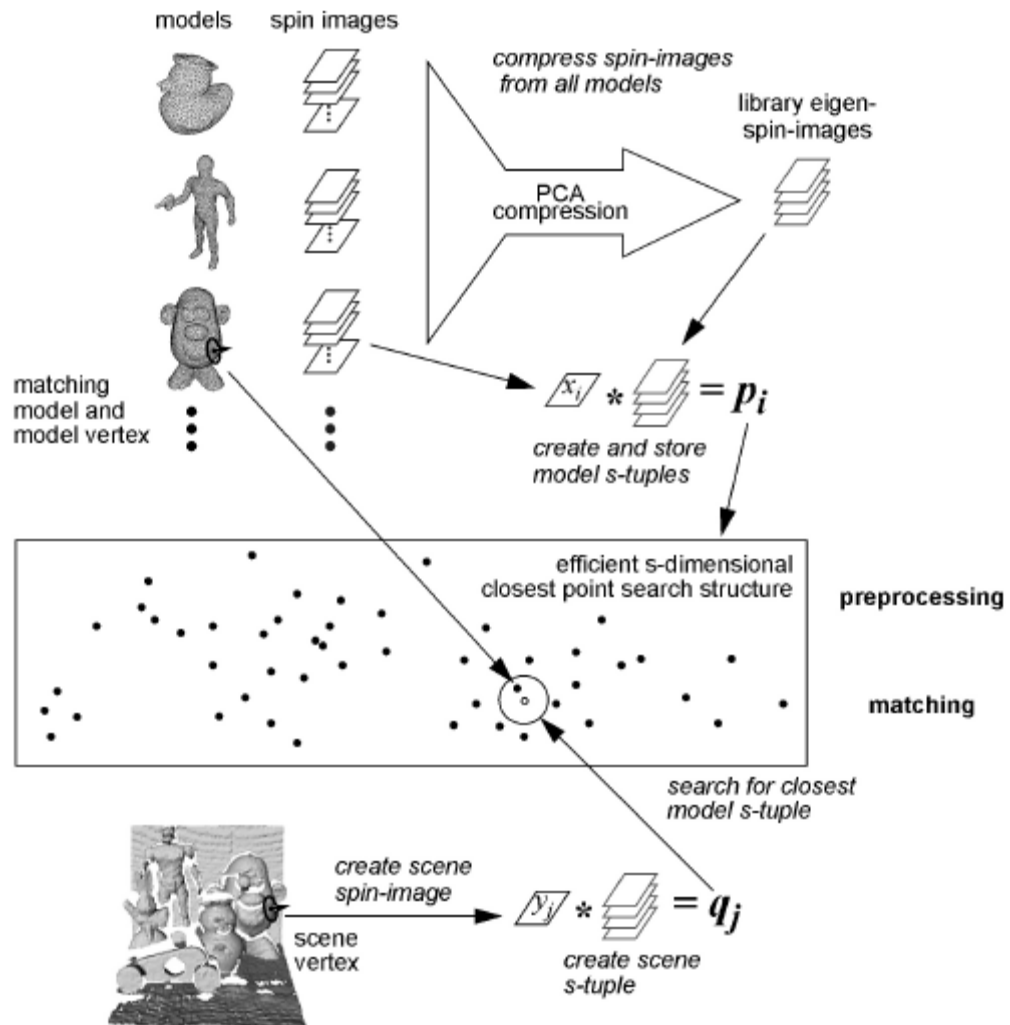 models
spin images
compress spin-images
from all models
library eigen-
spin-images
PCA
compression
matching
model and
model vertex
x_i * = p_i
create and store
model s-tuples
efficient s-dimensional
closest point search structure
preprocessing
matching
search for closest
model s-tuple
create scene
spin-image
y_j * = q_j
scene
vertex
create scene
s-tuple